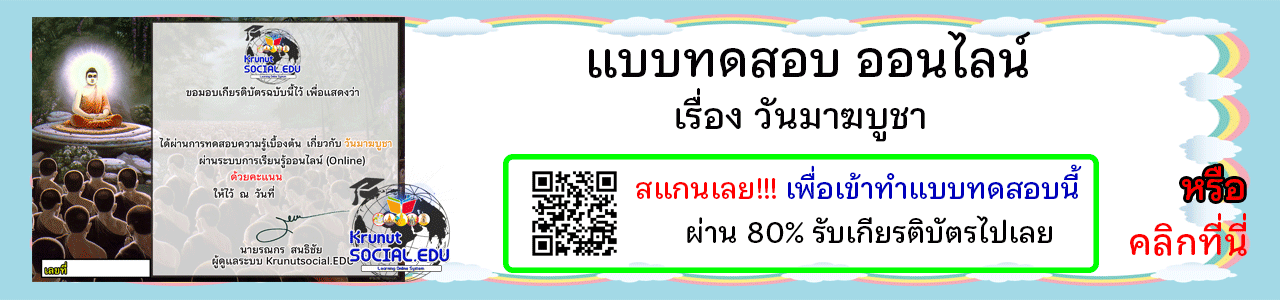 Krunut
SOCIAL.EDU
Learning Online System
ขอมอบเกียรติบัตรฉบับนี้ไว้ เพื่อแสดงว่า
ได้ผ่านการทดสอบความรู้เบื้องต้น เกี่ยวกับ วันมาฆบูชา
ผ่านระบบการเรียนรู้ออนไลน์ (Online)
ด้วยคะแนน
ให้ไว้ ณ วันที่
นายรณกร สนธิชัย
ผู้ดูแลระบบ Krunutsocial.EDU
เลขที่
Krunut
SOCIAL.EDU
Learning Online System
แบบทดสอบ ออนไลน์
เรื่อง วันมาฆบูชา
สแกนเลย!!! เพื่อเข้าทำแบบทดสอบนี้
ผ่าน 80% รับเกียรติบัตรไปเลย
หรือ
คลิกที่นี่